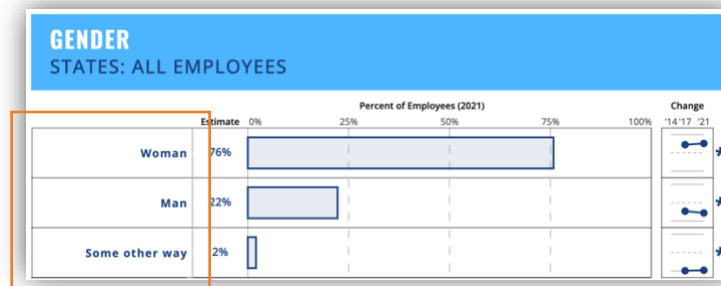 GENDER
STATES: ALL EMPLOYEES
Percent of Employees (2021) Change
Estimate 0% 25% 50% 75% 100% '14 '17 '21
Woman 76% *
Man 22% *
Some other way 2% *